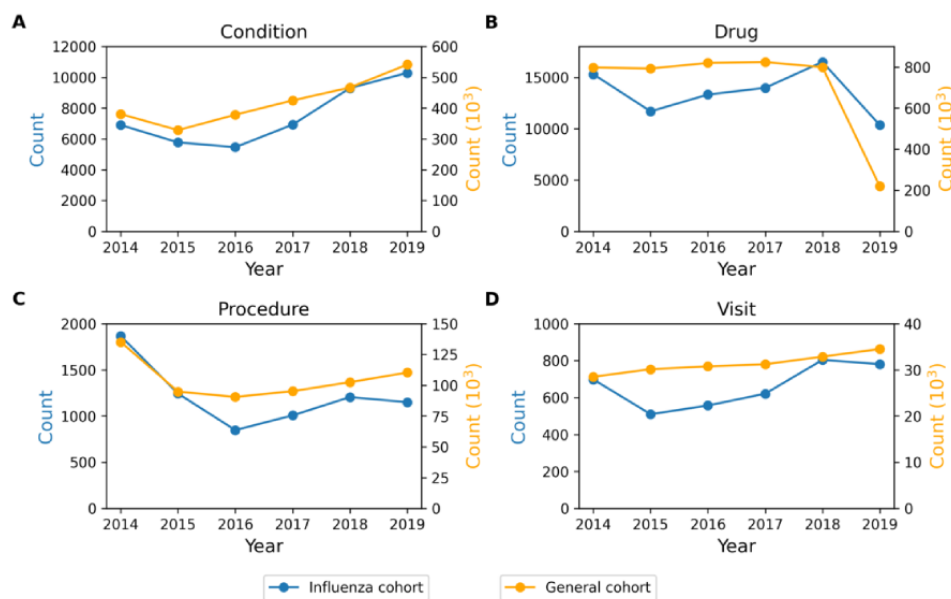 A
Condition
12000
10000
8000
6000
4000
2000
0
Count
600
500
400
300
200
100
0
Count (10³)
2014 2015 2016 2017 2018 2019
Year
B
Drug
15000
10000
5000
0
Count
800
600
400
200
0
Count (10³)
2014 2015 2016 2017 2018 2019
Year
C
Procedure
2000
1500
1000
500
0
Count
150
125
100
75
50
25
0
Count (10³)
2014 2015 2016 2017 2018 2019
Year
D
Visit
1000
800
600
400
200
0
Count
40
30
20
10
0
Count (10³)
2014 2015 2016 2017 2018 2019
Year
Influenza cohort
General cohort